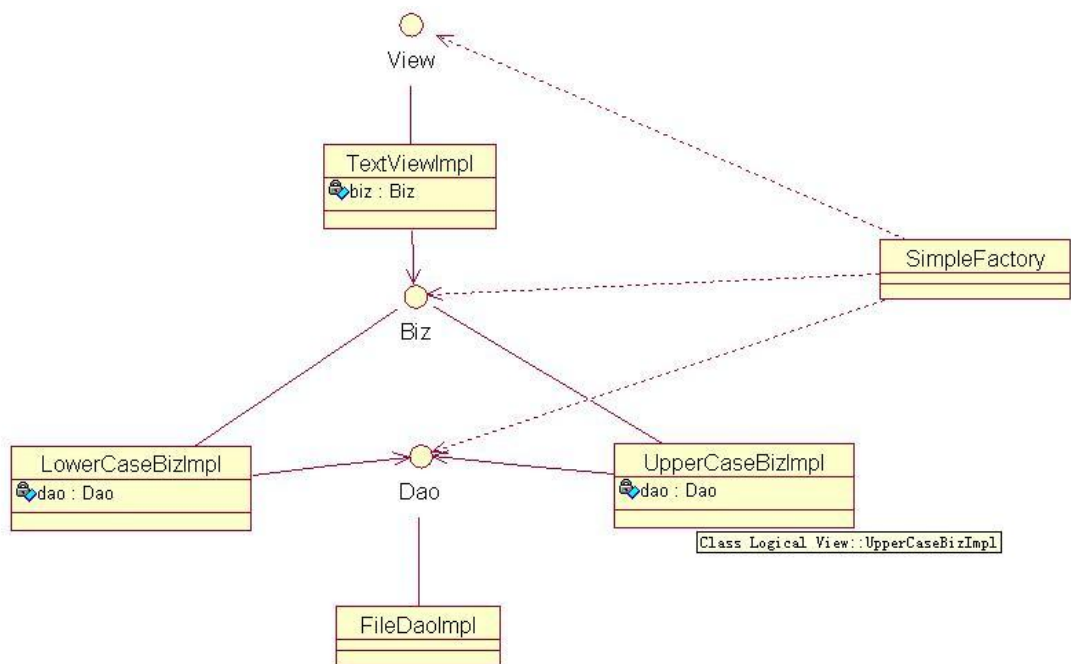 View
TextViewImpl
biz : Biz
SimpleFactory
Biz
LowerCaseBizImpl
dao : Dao
Dao
UpperCaseBizImpl
dao : Dao
Class Logical View::UpperCaseBizImpl
FileDaoImpl